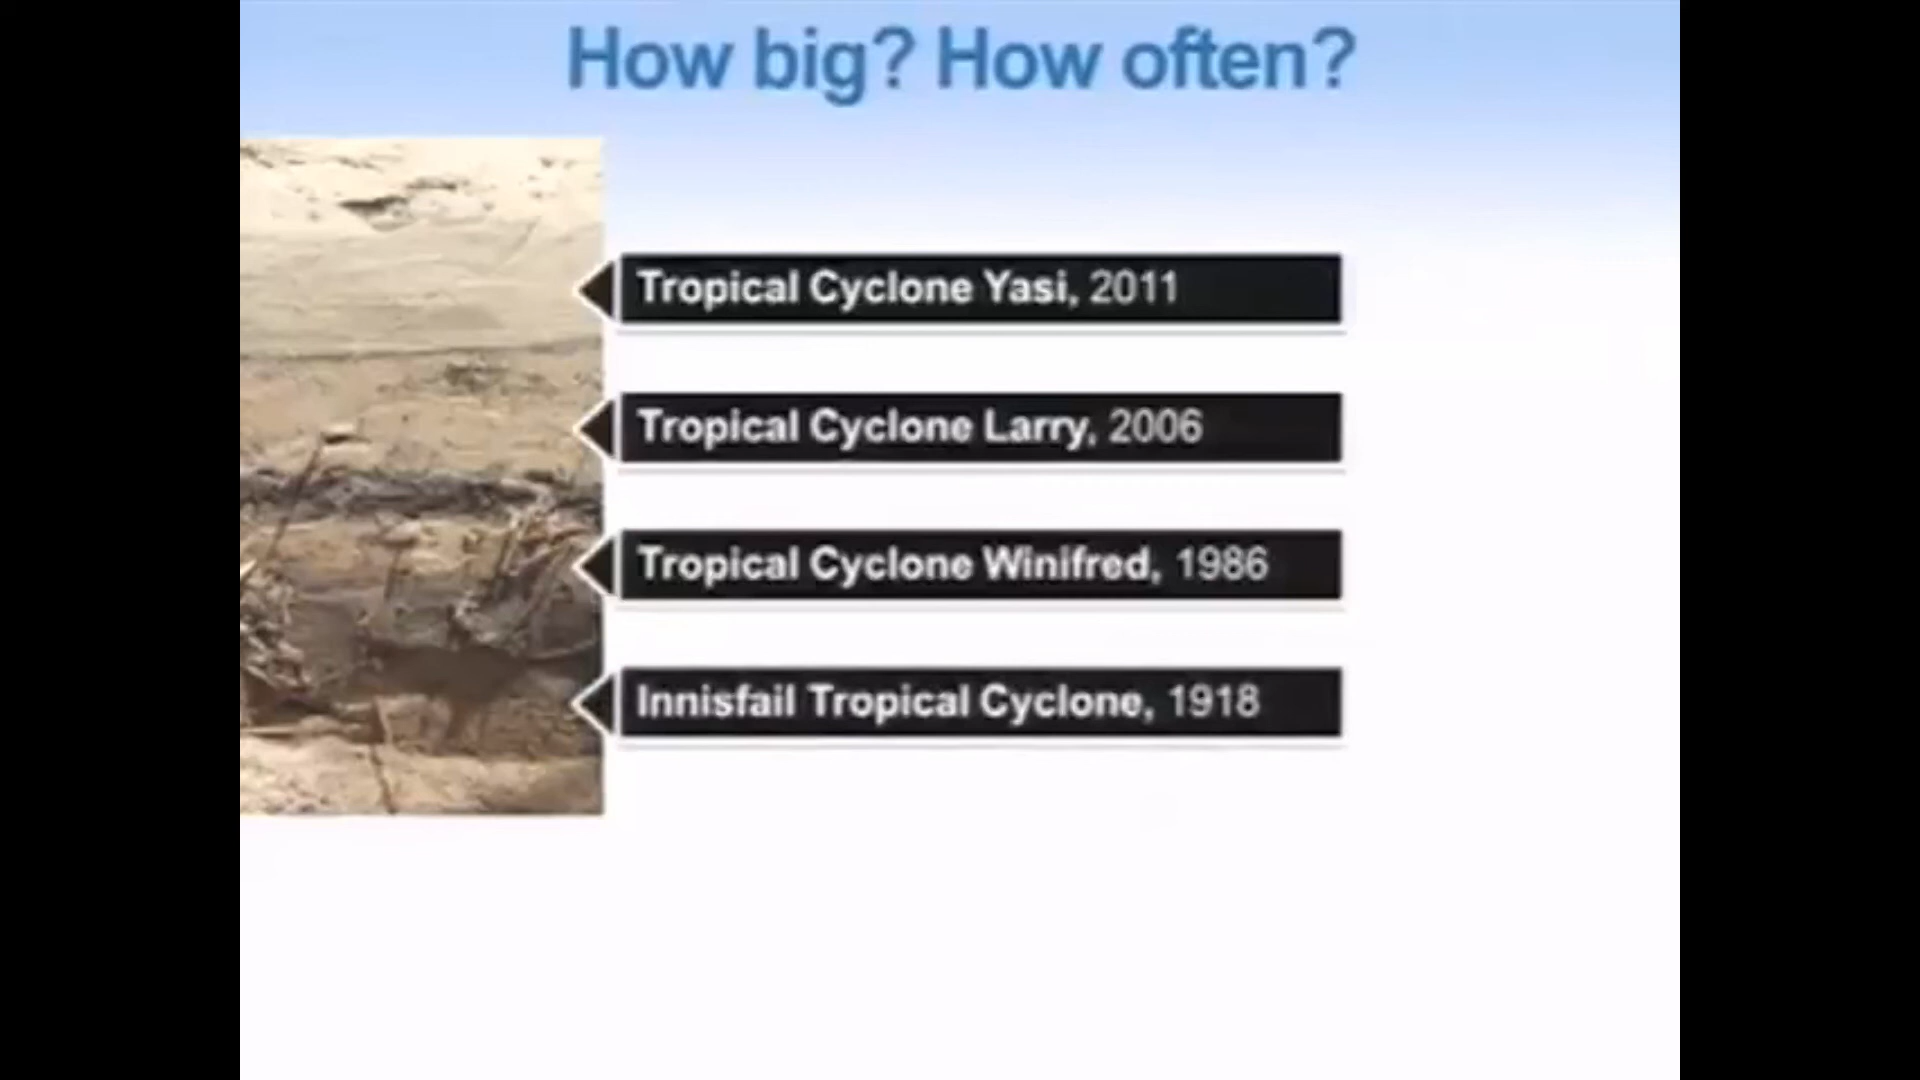 How big? How often?
Tropical Cyclone Yasi, 2011
Tropical Cyclone Larry, 2006
Tropical Cyclone Winifred, 1986
Innisfail Tropical Cyclone, 1918